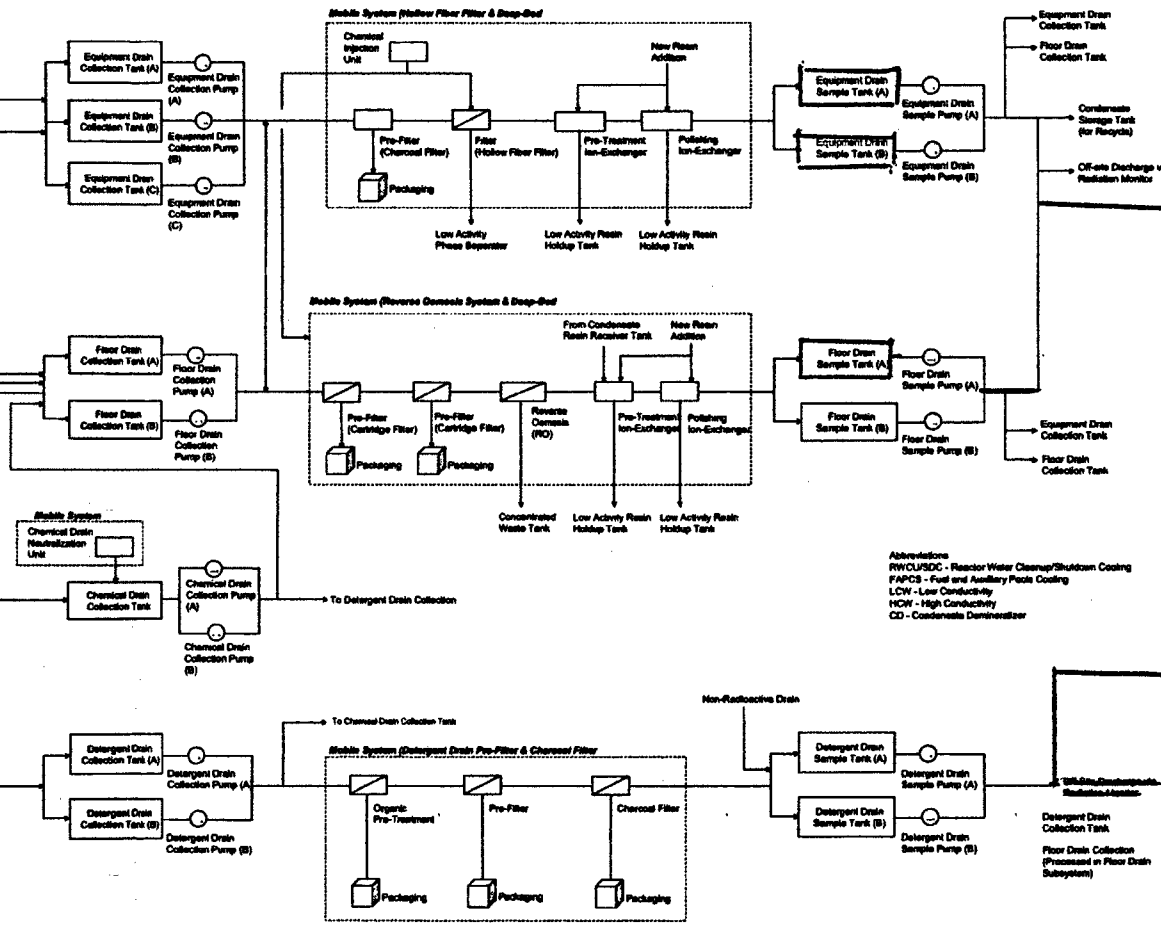 Mobile System (Hollow Fiber Filter & Deep-Bed
Chemical
Injection
Unit
New Resin
Addition
Equipment Drain
Collection Tank (A)
Equipment Drain
Collection Pump
(A)
Equipment Drain
Collection Tank (B)
Equipment Drain
Collection Pump
(B)
Equipment Drain
Collection Tank (C)
Equipment Drain
Collection Pump
(C)
Pre-Filter
(Charcoal Filter)
Packaging
Filter
(Hollow Fiber Filter)
Pre-Treatment
Ion-Exchanger
Polishing
Ion-Exchanger
Low Activity
Phase Separator
Low Activity Resin
Holdup Tank
Low Activity Resin
Holdup Tank
Equipment Drain
Sample Tank (A)
Equipment Drain
Sample Pump (A)
Equipment Drain
Sample Tank (B)
Equipment Drain
Sample Pump (B)
Equipment Drain
Collection Tank
Floor Drain
Collection Tank
Condensate
Storage Tank
(for Recycle)
Off-site Discharge
Radiation Monitor
Mobile System (Reverse Osmosis System & Deep-Bed
From Condensate
Resin Receiver Tank
New Resin
Addition
Floor Drain
Collection Tank (A)
Floor Drain
Collection
Pump (A)
Floor Drain
Collection Tank (B)
Floor Drain
Collection
Pump (B)
Pre-Filter
(Cartridge Filter)
Packaging
Pre-Filter
(Cartridge Filter)
Packaging
Reverse
Osmosis
(RO)
Pre-Treatment
Ion-Exchanger
Polishing
Ion-Exchanger
Concentrated
Waste Tank
Low Activity Resin
Holdup Tank
Low Activity Resin
Holdup Tank
Floor Drain
Sample Tank (A)
Floor Drain
Sample Pump (A)
Floor Drain
Sample Tank (B)
Floor Drain
Sample Pump (B)
Equipment Drain
Collection Tank
Floor Drain
Collection Tank
Mobile System
Chemical Drain
Neutralization
Unit
Chemical Drain
Collection Tank
Chemical Drain
Collection Pump
(A)
Chemical Drain
Collection Pump
(B)
To Detergent Drain Collection
Abbreviations
RWCU/SDC - Reactor Water Cleanup/Shutdown Cooling
FAPCS - Fuel and Auxiliary Pools Cooling
LCW - Low Conductivity
HCW - High Conductivity
CD - Condensate Demineralizer
Non-Radioactive Drain
To Chemical Drain Collection Tank
Mobile System (Detergent Drain Pre-Filter & Charcoal Filter
Detergent Drain
Collection Tank (A)
Detergent Drain
Collection Pump (A)
Detergent Drain
Collection Tank (B)
Detergent Drain
Collection Pump (B)
Organic
Pre-Treatment
Packaging
Pre-Filter
Packaging
Charcoal Filter
Packaging
Detergent Drain
Sample Tank (A)
Detergent Drain
Sample Pump (A)
Detergent Drain
Sample Tank (B)
Detergent Drain
Sample Pump (B)
Radiation Monitor
Detergent Drain
Collection Tank
Floor Drain Collection
(Processed in Floor Drain
Subsystem)